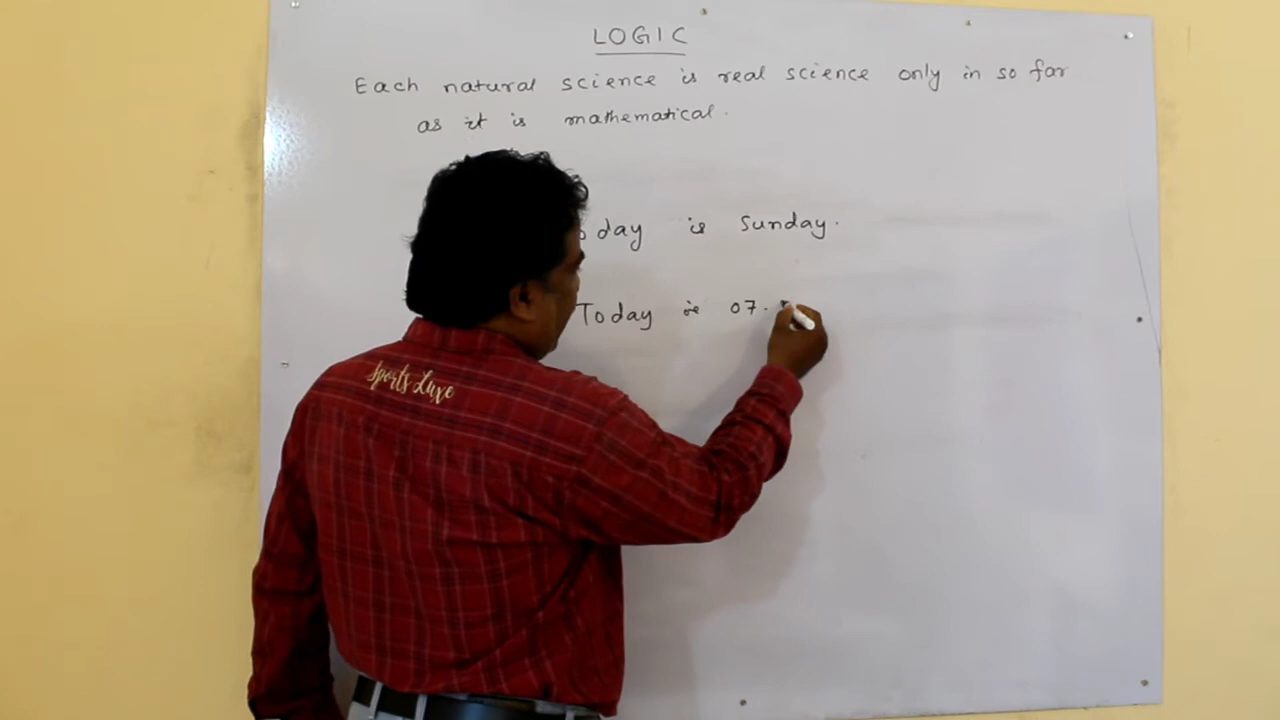 LOGIC
Each natural science is real science only in so far
as it is mathematical.
day is Sunday.
Today is 07.
Sports Luxe